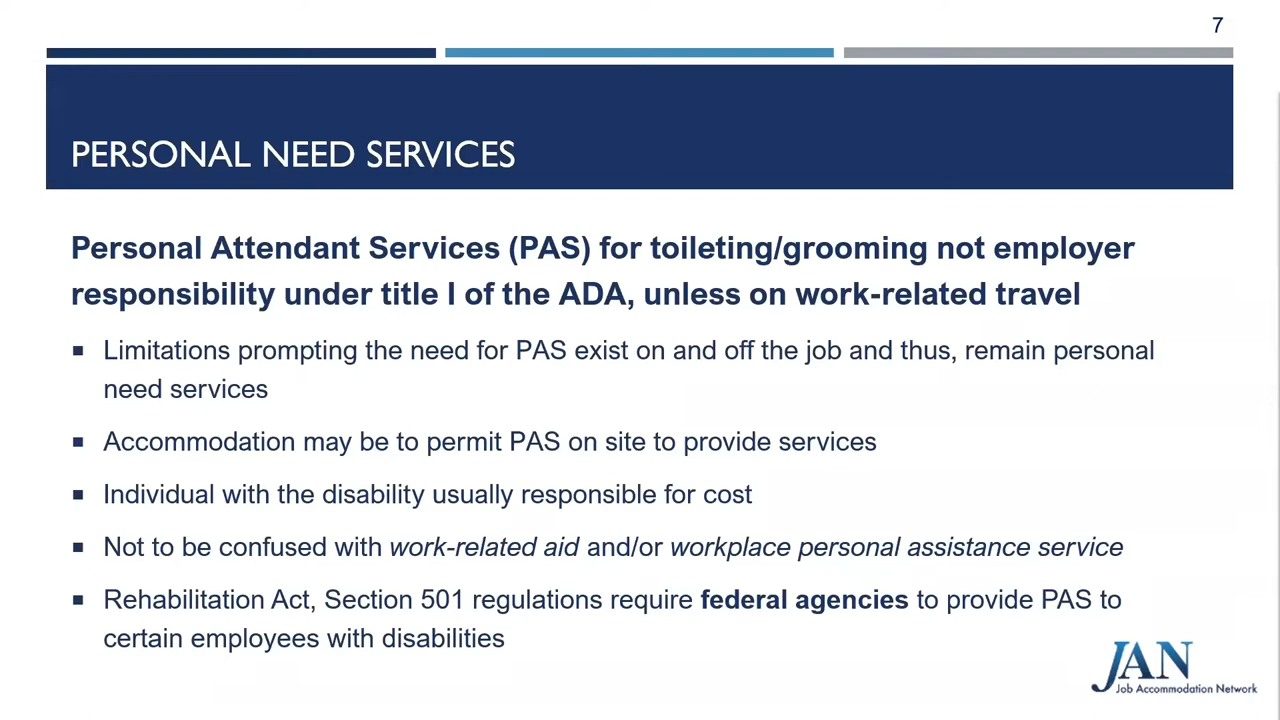 7
PERSONAL NEED SERVICES
Personal Attendant Services (PAS) for toileting/grooming not employer
responsibility under title I of the ADA, unless on work-related travel
▪ Limitations prompting the need for PAS exist on and off the job and thus, remain personal
need services
▪ Accommodation may be to permit PAS on site to provide services
▪ Individual with the disability usually responsible for cost
▪ Not to be confused with work-related aid and/or workplace personal assistance service
▪ Rehabilitation Act, Section 501 regulations require federal agencies to provide PAS to
certain employees with disabilities
JAN
Job Accommodation Network